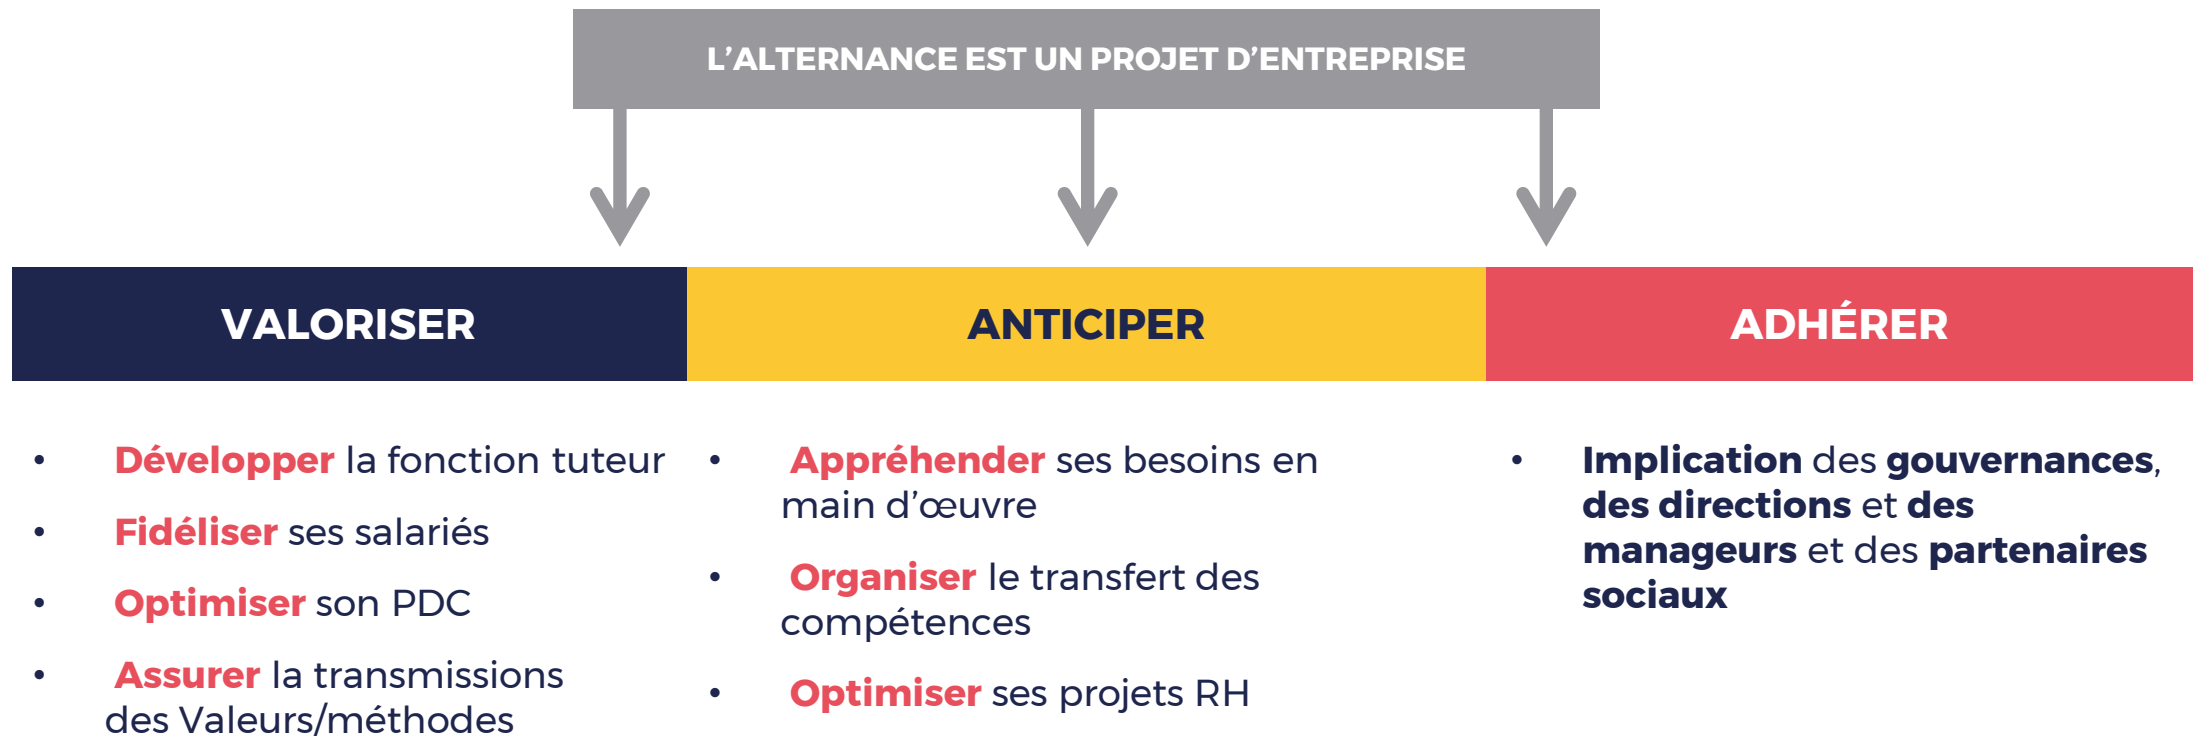 L’ALTERNANCE EST UN PROJET D’ENTREPRISE
VALORISER
• Développer la fonction tuteur
• Fidéliser ses salariés
• Optimiser son PDC
• Assurer la transmissions
des Valeurs/méthodes
ANTICIPER
• Appréhender ses besoins en
main d’œuvre
• Organiser le transfert des
compétences
• Optimiser ses projets RH
ADHÉRER
• Implication des gouvernances,
des directions et des
manageurs et des partenaires
sociaux